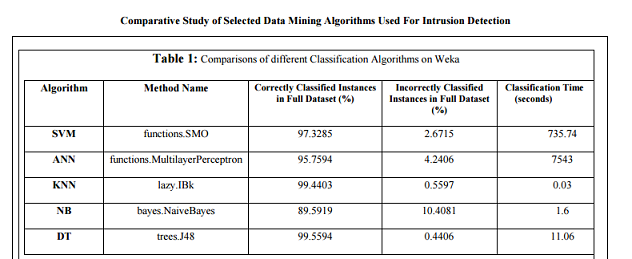 Comparative Study of Selected Data Mining Algorithms Used For Intrusion Detection
Table 1: Comparisons of different Classification Algorithms on Weka
Algorithm Method Name Correctly Classified Instances in Full Dataset (%) Incorrectly Classified Instances in Full Dataset (%) Classification Time (seconds)
SVM functions.SMO 97.3285 2.6715 735.74
ANN functions.MultilayerPerceptron 95.7594 4.2406 7543
KNN lazy.IBk 99.4403 0.5597 0.03
NB bayes.NaiveBayes 89.5919 10.4081 1.6
DT trees.J48 99.5594 0.4406 11.06